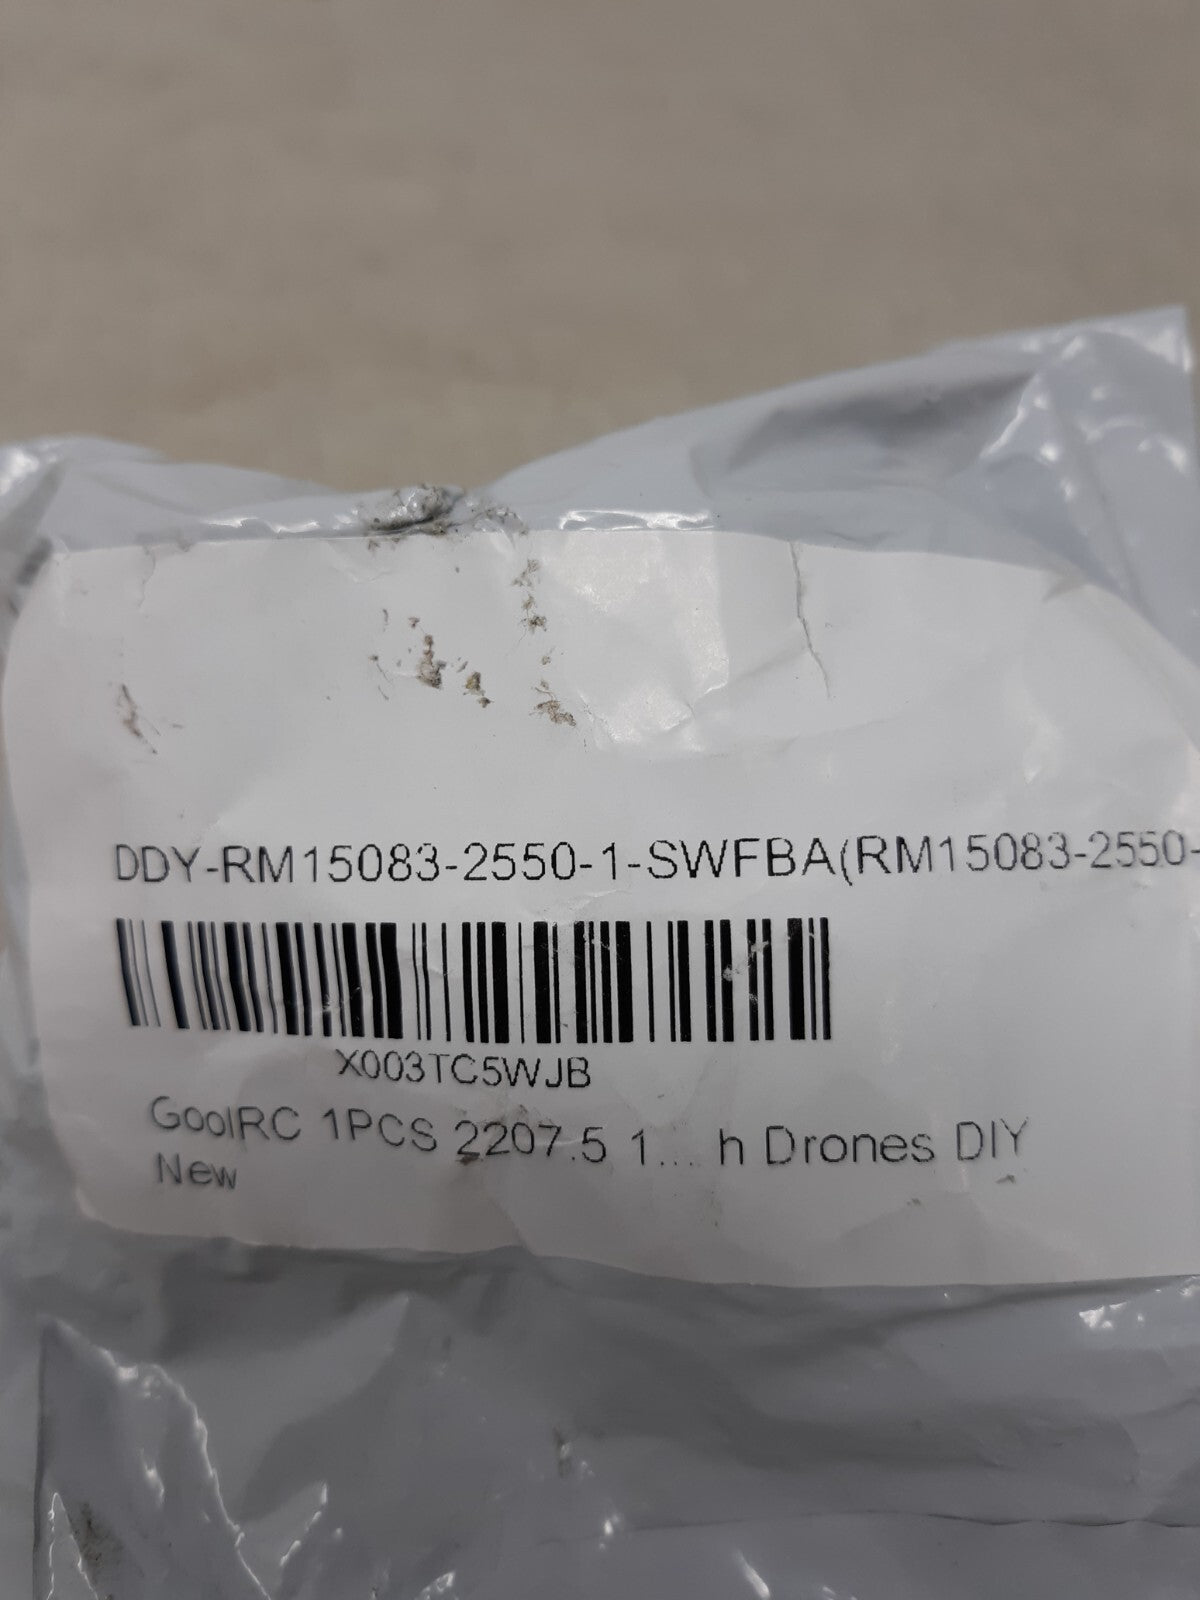 DDY-RM15083-2550-1-SWFBA(RM15083-2550-
X003TC5WJB
GoolRC 1PCS 2207.5 1.... h Drones DIY
New